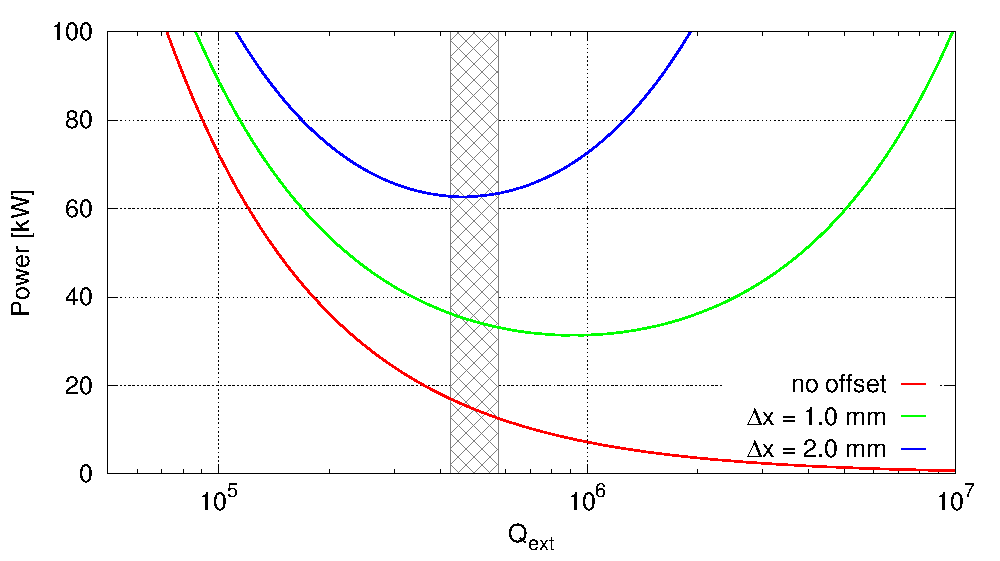 100
80
60
40
20
0
Power [kW]
no offset
Δx = 1.0 mm
Δx = 2.0 mm
10^5
10^6
10^7
Q_ext